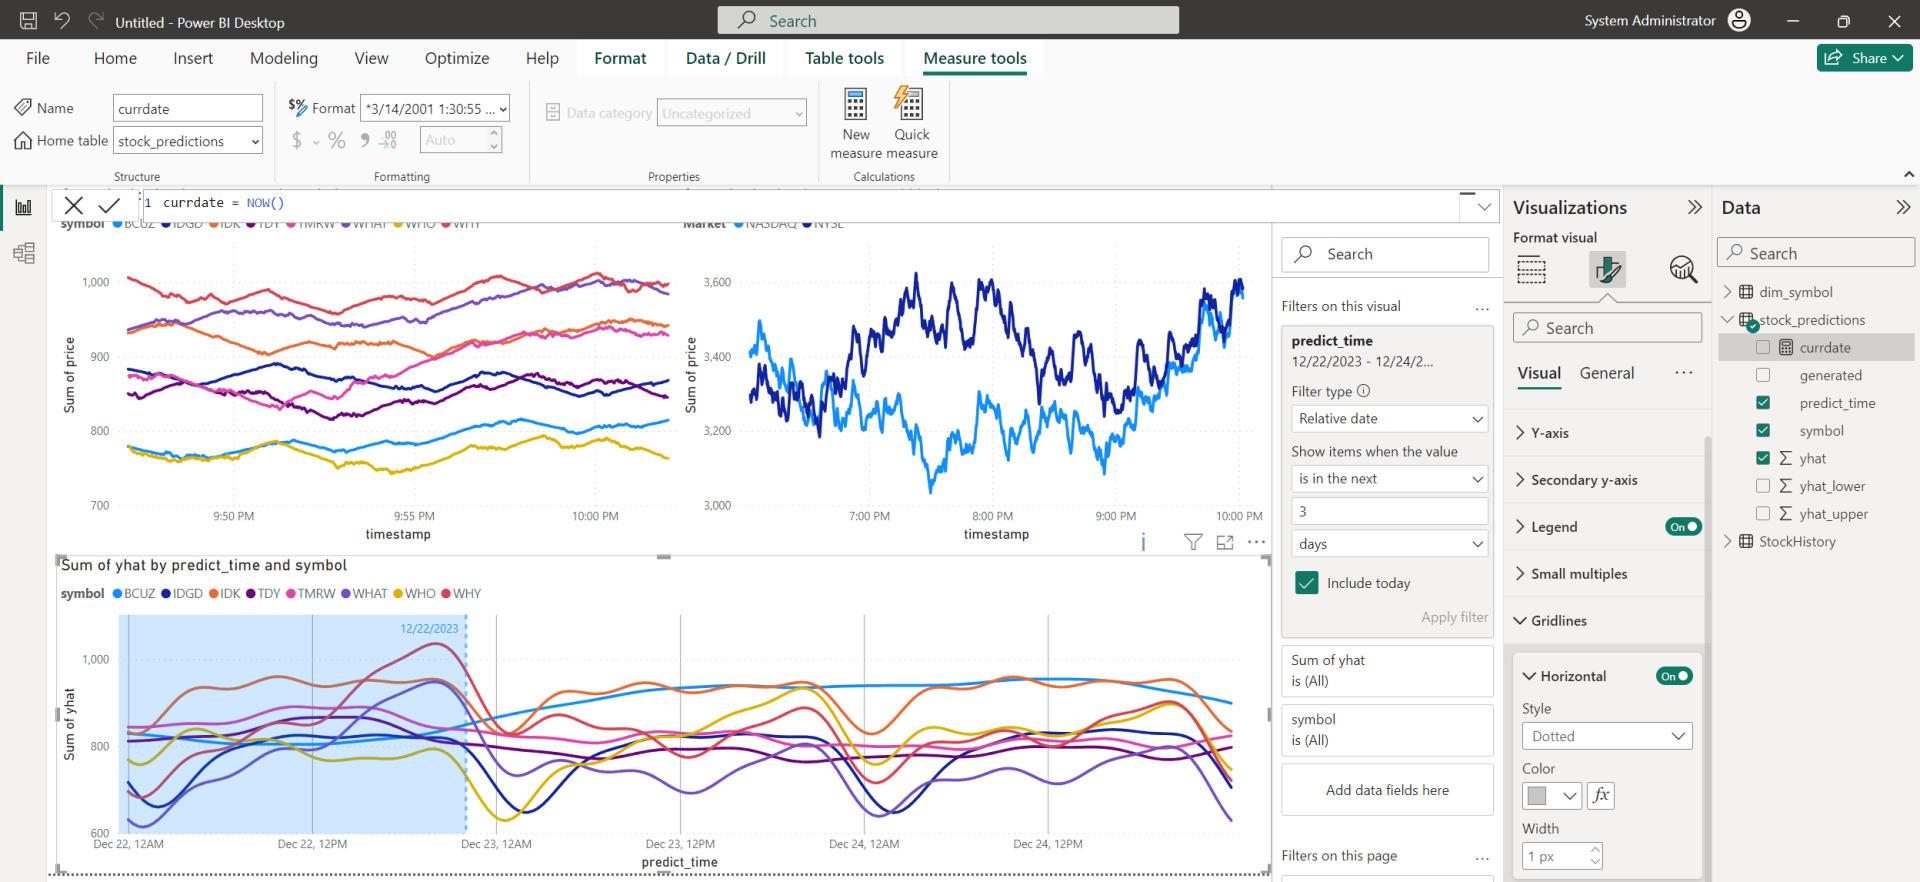 Untitled - Power BI Desktop
Search
System Administrator
File Home Insert Modeling View Optimize Help Format Data / Drill Table tools Measure tools
Share
Name
currdate
Home table
stock_predictions
Structure
Format
*3/14/2001 1:30:55 ...
$ % 9 .00
Auto
Formatting
Data category
Uncategorized
Properties
New measure
Quick measure
Calculations
1 currdate = NOW()
symbol BCUZ IDGD IDK TDY TMRW WHAT WHO WHY
Sum of price
1,000
900
800
700
9:50 PM 9:55 PM 10:00 PM
timestamp
Market NASDAQ NYSE
Sum of price
3,600
3,400
3,200
3,000
7:00 PM 8:00 PM 9:00 PM 10:00 PM
timestamp
Sum of yhat by predict_time and symbol
symbol BCUZ IDGD IDK TDY TMRW WHAT WHO WHY
12/22/2023
Sum of yhat
1,000
800
600
Dec 22, 12AM Dec 22, 12PM Dec 23, 12AM Dec 23, 12PM Dec 24, 12AM Dec 24, 12PM
predict_time
Search
Filters on this visual
...
predict_time
12/22/2023 - 12/24/2...
Filter type
Relative date
Show items when the value
is in the next
3
days
Include today
Apply filter
Sum of yhat
is (All)
symbol
is (All)
Add data fields here
Filters on this page
...
Visualizations
Format visual
Search
Visual General ...
Y-axis
Secondary y-axis
Legend On
Small multiples
Gridlines
Horizontal On
Style
Dotted
Color
fx
Width
1 px
Data
Search
dim_symbol
stock_predictions
currdate
generated
predict_time
symbol
∑ yhat
∑ yhat_lower
∑ yhat_upper
StockHistory